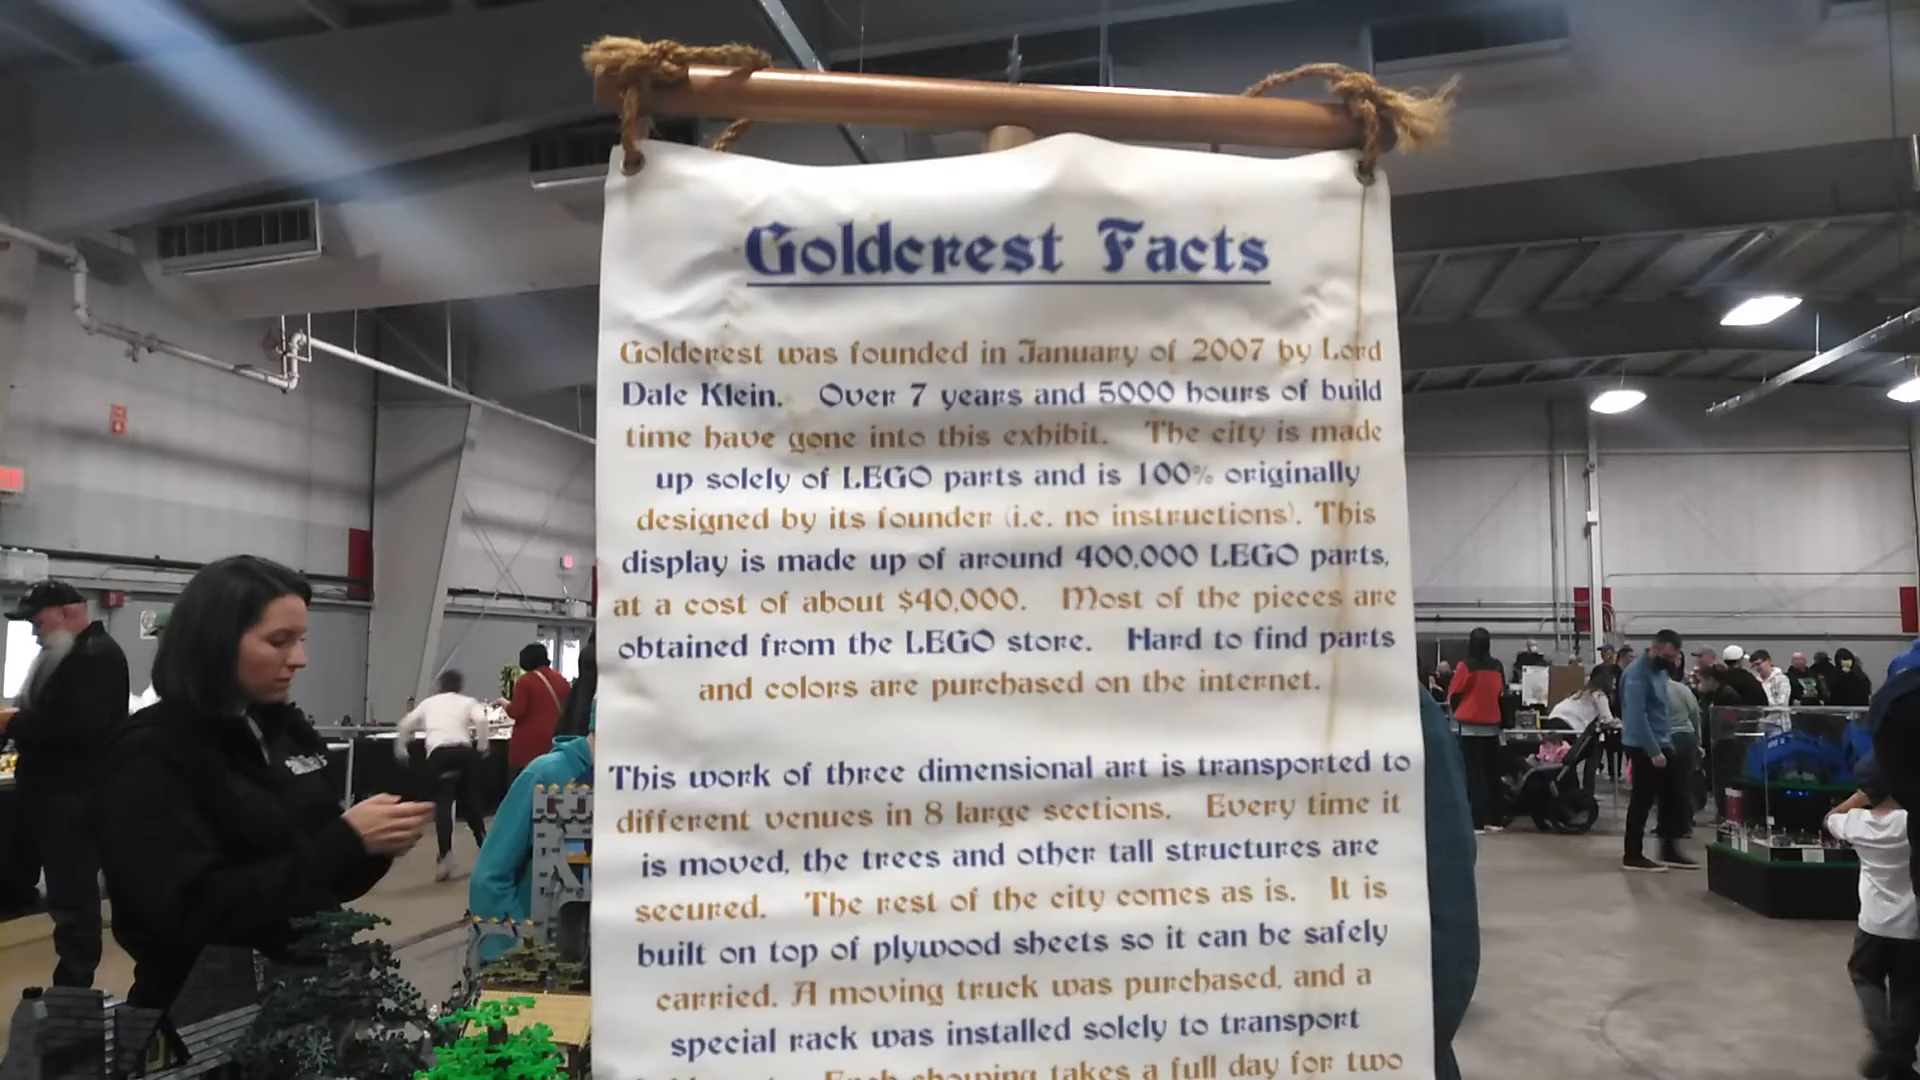 Goldcrest Facts
Goldcrest was founded in January of 2007 by Lord
Dale Klein. Over 7 years and 5000 hours of build
time have gone into this exhibit. The city is made
up solely of LEGO parts and is 100% originally
designed by its founder (i.e. no instructions). This
display is made up of around 400,000 LEGO parts,
at a cost of about $40,000. Most of the pieces are
obtained from the LEGO store. Hard to find parts
and colors are purchased on the internet.
This work of three dimensional art is transported to
different venues in 8 large sections. Every time it
is moved, the trees and other tall structures are
secured. The rest of the city comes as is. It is
built on top of plywood sheets so it can be safely
carried. A moving truck was purchased, and a
special rack was installed solely to transport
Each showing takes a full day for two